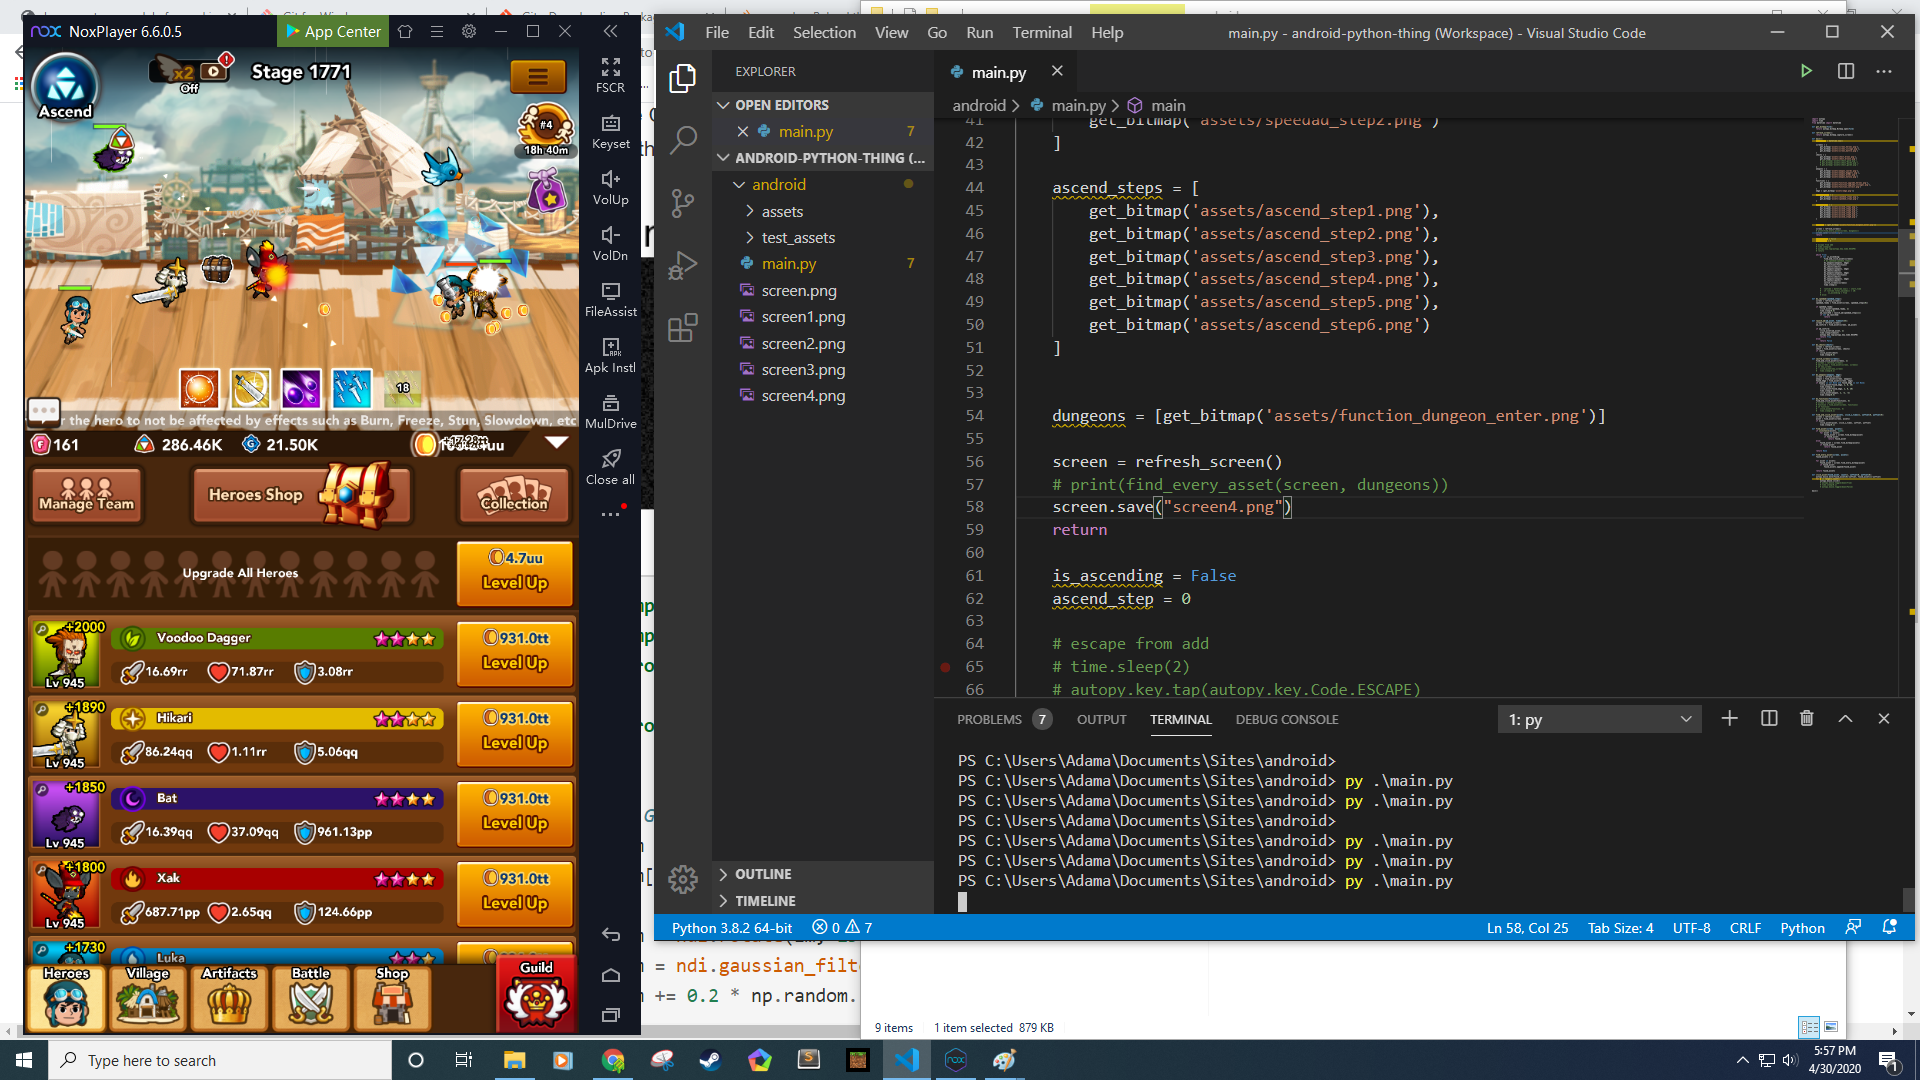 NoxPlayer 6.6.0.5
App Center
Ascend
x2
Off
Stage 1771
#4
18h 40m
18
r the hero to not be affected by effects such as Burn, Freeze, Stun, Slowdown, etc
161
286.46K
21.50K
Manage Team
Heroes Shop
Collection
Upgrade All Heroes
4.7uu
Level Up
+2000
Lv 945
Voodoo Dagger
16.69rr
71.87rr
3.08rr
931.0tt
Level Up
+1890
Lv 945
Hikari
86.24qq
1.11rr
5.06qq
931.0tt
Level Up
+1850
Lv 945
Bat
16.39qq
37.09qq
961.13pp
931.0tt
Level Up
+1800
Lv 945
Xak
687.71pp
2.65qq
124.66pp
931.0tt
Level Up
+1730
Luka
Heroes
Village
Artifacts
Battle
Shop
Guild
FSCR
Keyset
VolUp
VolDn
FileAssist
Apk Instl
MulDrive
Close all
File Edit Selection View Go Run Terminal Help
main.py - android-python-thing (Workspace) - Visual Studio Code
EXPLORER
OPEN EDITORS
main.py 7
ANDROID-PYTHON-THING (...
android
assets
test_assets
main.py 7
screen.png
screen1.png
screen2.png
screen3.png
screen4.png
OUTLINE
TIMELINE
main.py
android > main.py > main
41 get_bitmap('assets/speedad_step2.png')
42 ]
43
44 ascend_steps = [
45 get_bitmap('assets/ascend_step1.png'),
46 get_bitmap('assets/ascend_step2.png'),
47 get_bitmap('assets/ascend_step3.png'),
48 get_bitmap('assets/ascend_step4.png'),
49 get_bitmap('assets/ascend_step5.png'),
50 get_bitmap('assets/ascend_step6.png')
51 ]
52
53
54 dungeons = [get_bitmap('assets/function_dungeon_enter.png')]
55
56 screen = refresh_screen()
57 # print(find_every_asset(screen, dungeons))
58 screen.save("screen4.png")
59 return
60
61 is_ascending = False
62 ascend_step = 0
63
64 # escape from add
65 # time.sleep(2)
66 # autopy.key.tap(autopy.key.Code.ESCAPE)
PROBLEMS 7 OUTPUT TERMINAL DEBUG CONSOLE
1: py
PS C:\Users\Adama\Documents\Sites\android>
PS C:\Users\Adama\Documents\Sites\android> py .\main.py
PS C:\Users\Adama\Documents\Sites\android> py .\main.py
PS C:\Users\Adama\Documents\Sites\android>
PS C:\Users\Adama\Documents\Sites\android> py .\main.py
PS C:\Users\Adama\Documents\Sites\android> py .\main.py
PS C:\Users\Adama\Documents\Sites\android> py .\main.py
Python 3.8.2 64-bit 0 7
Ln 58, Col 25 Tab Size: 4 UTF-8 CRLF Python
= ndi.gaussian_filt
+= 0.2 * np.random.
9 items 1 item selected 879 KB
Type here to search
5:57 PM
4/30/2020
1